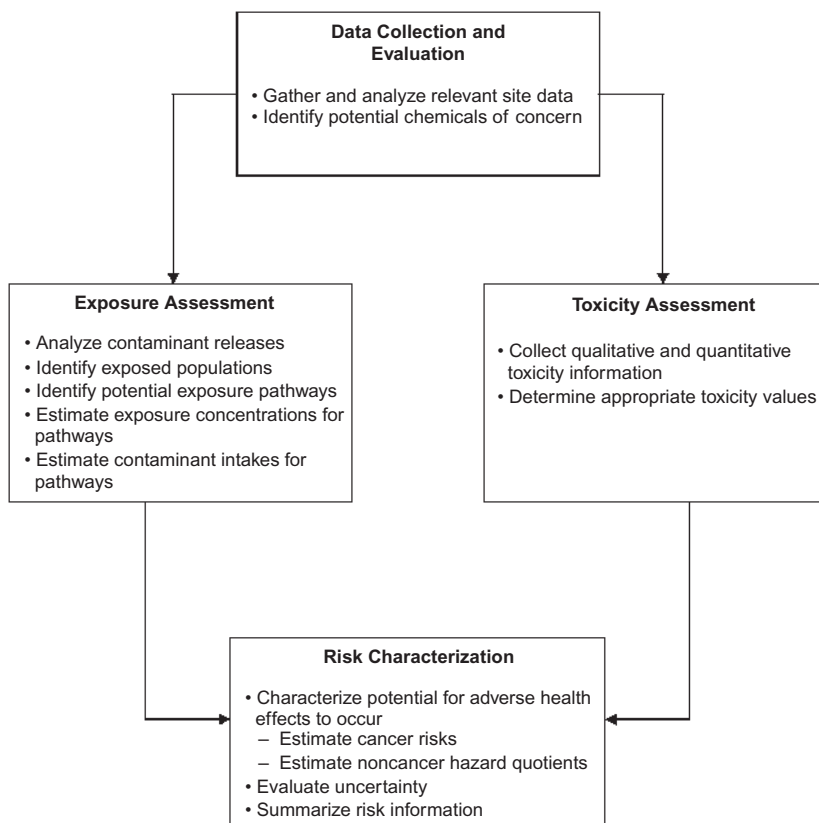 Data Collection and
Evaluation
• Gather and analyze relevant site data
• Identify potential chemicals of concern
Exposure Assessment
• Analyze contaminant releases
• Identify exposed populations
• Identify potential exposure pathways
• Estimate exposure concentrations for
pathways
• Estimate contaminant intakes for
pathways
Toxicity Assessment
• Collect qualitative and quantitative
toxicity information
• Determine appropriate toxicity values
Risk Characterization
• Characterize potential for adverse health
effects to occur
– Estimate cancer risks
– Estimate noncancer hazard quotients
• Evaluate uncertainty
• Summarize risk information